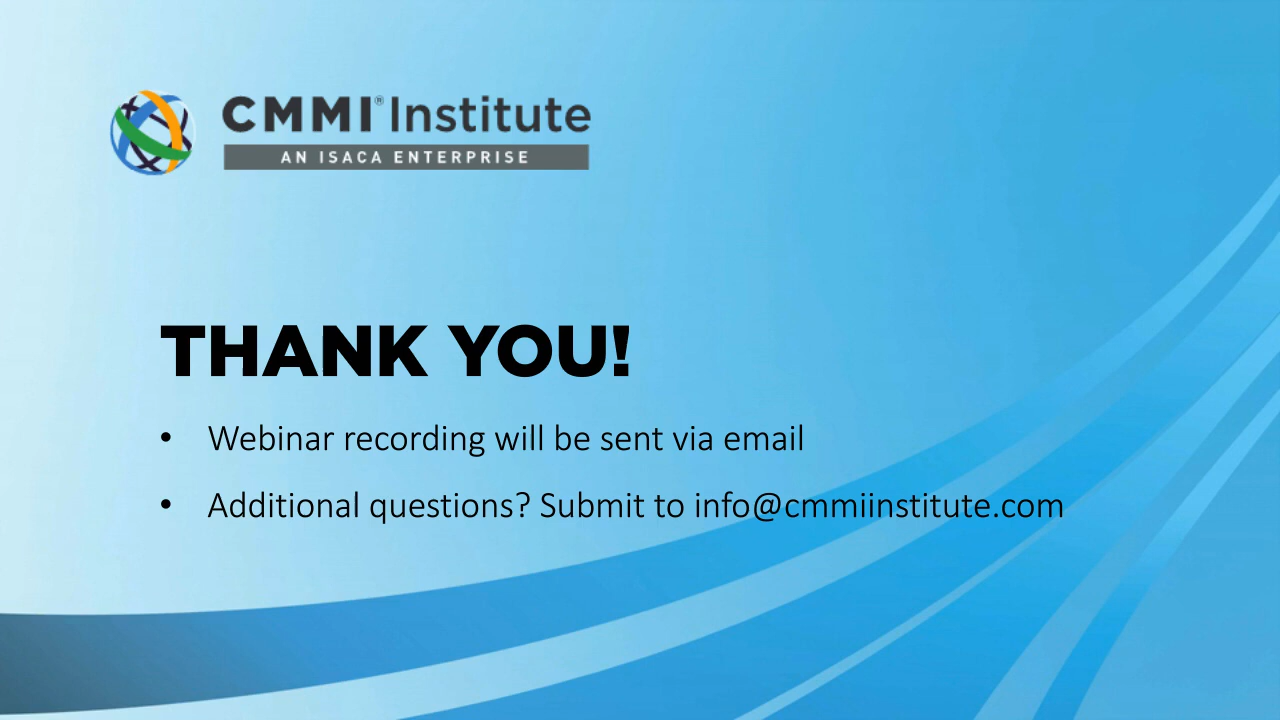 CMMI® Institute
AN ISACA ENTERPRISE
THANK YOU!
• Webinar recording will be sent via email
• Additional questions? Submit to info@cmmiinstitute.com